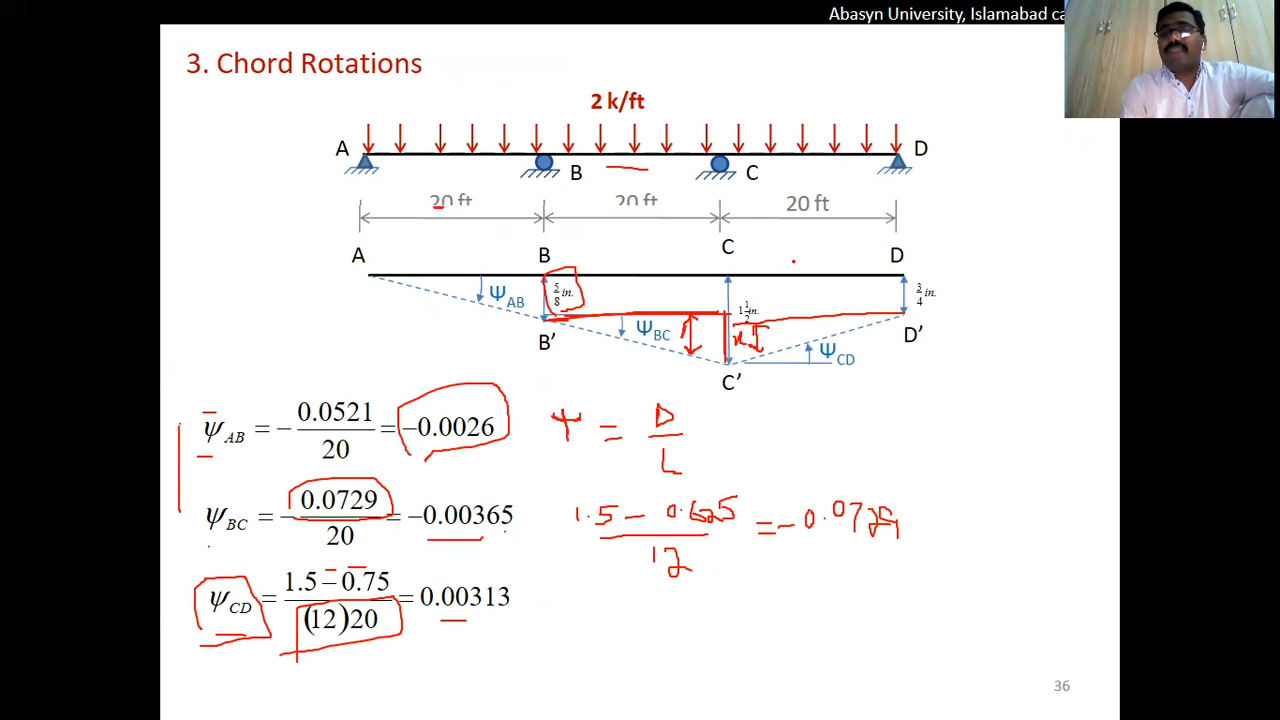 Abasyn University, Islamabad ca
3. Chord Rotations
2 k/ft
A D
B C
20 ft 20 ft 20 ft
A B C D
5/8 in. 1 1/2 in. 3/4 in.
Ψ_AB Ψ_BC Ψ_CD
B' C' D'
ψ_AB = - 0.0521/20 = -0.0026
Ψ = D/L
ψ_BC = - 0.0729/20 = -0.00365
1.5 - 0.625/12 = -0.0729
ψ_CD = 1.5 - 0.75/(12)20 = 0.00313
36